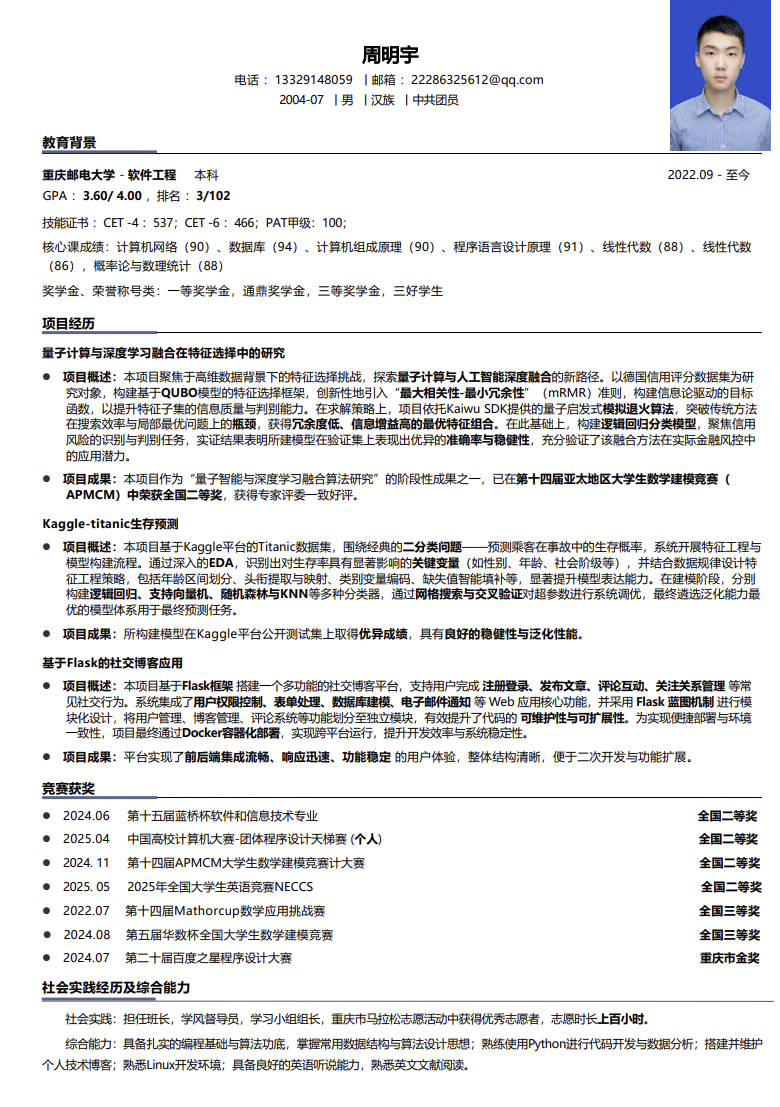 周明宇
电话： 13329148059 | 邮箱： 22286325612@qq.com
2004-07 | 男 | 汉族 | 中共团员
教育背景
重庆邮电大学 - 软件工程 本科 2022.09 - 至今
GPA ：3.60/ 4.00 ，排名 ：3/102
技能证书 ：CET -4 ：537；CET -6 ：466；PAT甲级：100；
核心课成绩：计算机网络（90）、数据库（94）、计算机组成原理（90）、程序语言设计原理（91）、线性代数（88）、线性代数
（86），概率论与数理统计（88）
奖学金、荣誉称号类：一等奖学金，通鼎奖学金，三等奖学金，三好学生
项目经历
量子计算与深度学习融合在特征选择中的研究
● 项目概述：本项目聚焦于高维数据背景下的特征选择挑战，探索量子计算与人工智能深度融合的新路径。以德国信用评分数据集为研
究对象，构建基于QUBO模型的特征选择框架，创新性地引入“最大相关性-最小冗余性”（mRMR）准则，构建信息论驱动的目标
函数，以提升特征子集的信息质量与判别能力。在求解策略上，项目依托Kaiwu SDK提供的量子启发式模拟退火算法，突破传统方法
在搜索效率与局部最优问题上的瓶颈，获得冗余度低、信息增益高的最优特征组合。在此基础上，构建逻辑回归分类模型，聚焦信用
风险的识别与判别任务，实证结果表明所建模型在验证集上表现出优异的准确率与稳健性，充分验证了该融合方法在实际金融风控中
的应用潜力。
● 项目成果：本项目作为“量子智能与深度学习融合算法研究”的阶段性成果之一，已在第十四届亚太地区大学生数学建模竞赛（
APMCM）中荣获全国二等奖，获得专家评委一致好评。
Kaggle-titanic生存预测
● 项目概述：本项目基于Kaggle平台的Titanic数据集，围绕经典的二分类问题——预测乘客在事故中的生存概率，系统开展特征工程与
模型构建流程。通过深入的EDA，识别出对生存率具有显著影响的关键变量（如性别、年龄、社会阶级等），并结合数据规律设计特
征工程策略，包括年龄区间划分、头衔提取与映射、类别变量编码、缺失值智能填补等，显著提升模型表达能力。在建模阶段，分别
构建逻辑回归、支持向量机、随机森林与KNN等多种分类器，通过网格搜索与交叉验证对超参数进行系统调优，最终遴选泛化能力最
优的模型体系用于最终预测任务。
● 项目成果：所构建模型在Kaggle平台公开测试集上取得优异成绩，具有良好的稳健性与泛化性能。
基于Flask的社交博客应用
● 项目概述：本项目基于Flask框架 搭建一个多功能的社交博客平台，支持用户完成 注册登录、发布文章、评论互动、关注关系管理 等常
见社交行为。系统集成了用户权限控制、表单处理、数据库建模、电子邮件通知 等 Web 应用核心功能，并采用 Flask 蓝图机制 进行模
块化设计，将用户管理、博客管理、评论系统等功能划分至独立模块，有效提升了代码的 可维护性与可扩展性。为实现便捷部署与环境
一致性，项目最终通过Docker容器化部署，实现跨平台运行，提升开发效率与系统稳定性。
● 项目成果：平台实现了前后端集成流畅、响应迅速、功能稳定 的用户体验，整体结构清晰，便于二次开发与功能扩展。
竞赛获奖
● 2024.06 第十五届蓝桥杯软件和信息技术专业 全国二等奖
● 2025.04 中国高校计算机大赛-团体程序设计天梯赛 (个人) 全国二等奖
● 2024. 11 第十四届APMCM大学生数学建模竞赛计大赛 全国二等奖
● 2025. 05 2025年全国大学生英语竞赛NECCS 全国二等奖
● 2022.07 第十四届Mathorcup数学应用挑战赛 全国三等奖
● 2024.08 第五届华数杯全国大学生数学建模竞赛 全国三等奖
● 2024.07 第二十届百度之星程序设计大赛 重庆市金奖
社会实践经历及综合能力
社会实践：担任班长，学风督导员，学习小组组长，重庆市马拉松志愿活动中获得优秀志愿者，志愿时长上百小时。
综合能力：具备扎实的编程基础与算法功底，掌握常用数据结构与算法设计思想；熟练使用Python进行代码开发与数据分析；搭建并维护
个人技术博客；熟悉Linux开发环境；具备良好的英语听说能力，熟悉英文文献阅读。